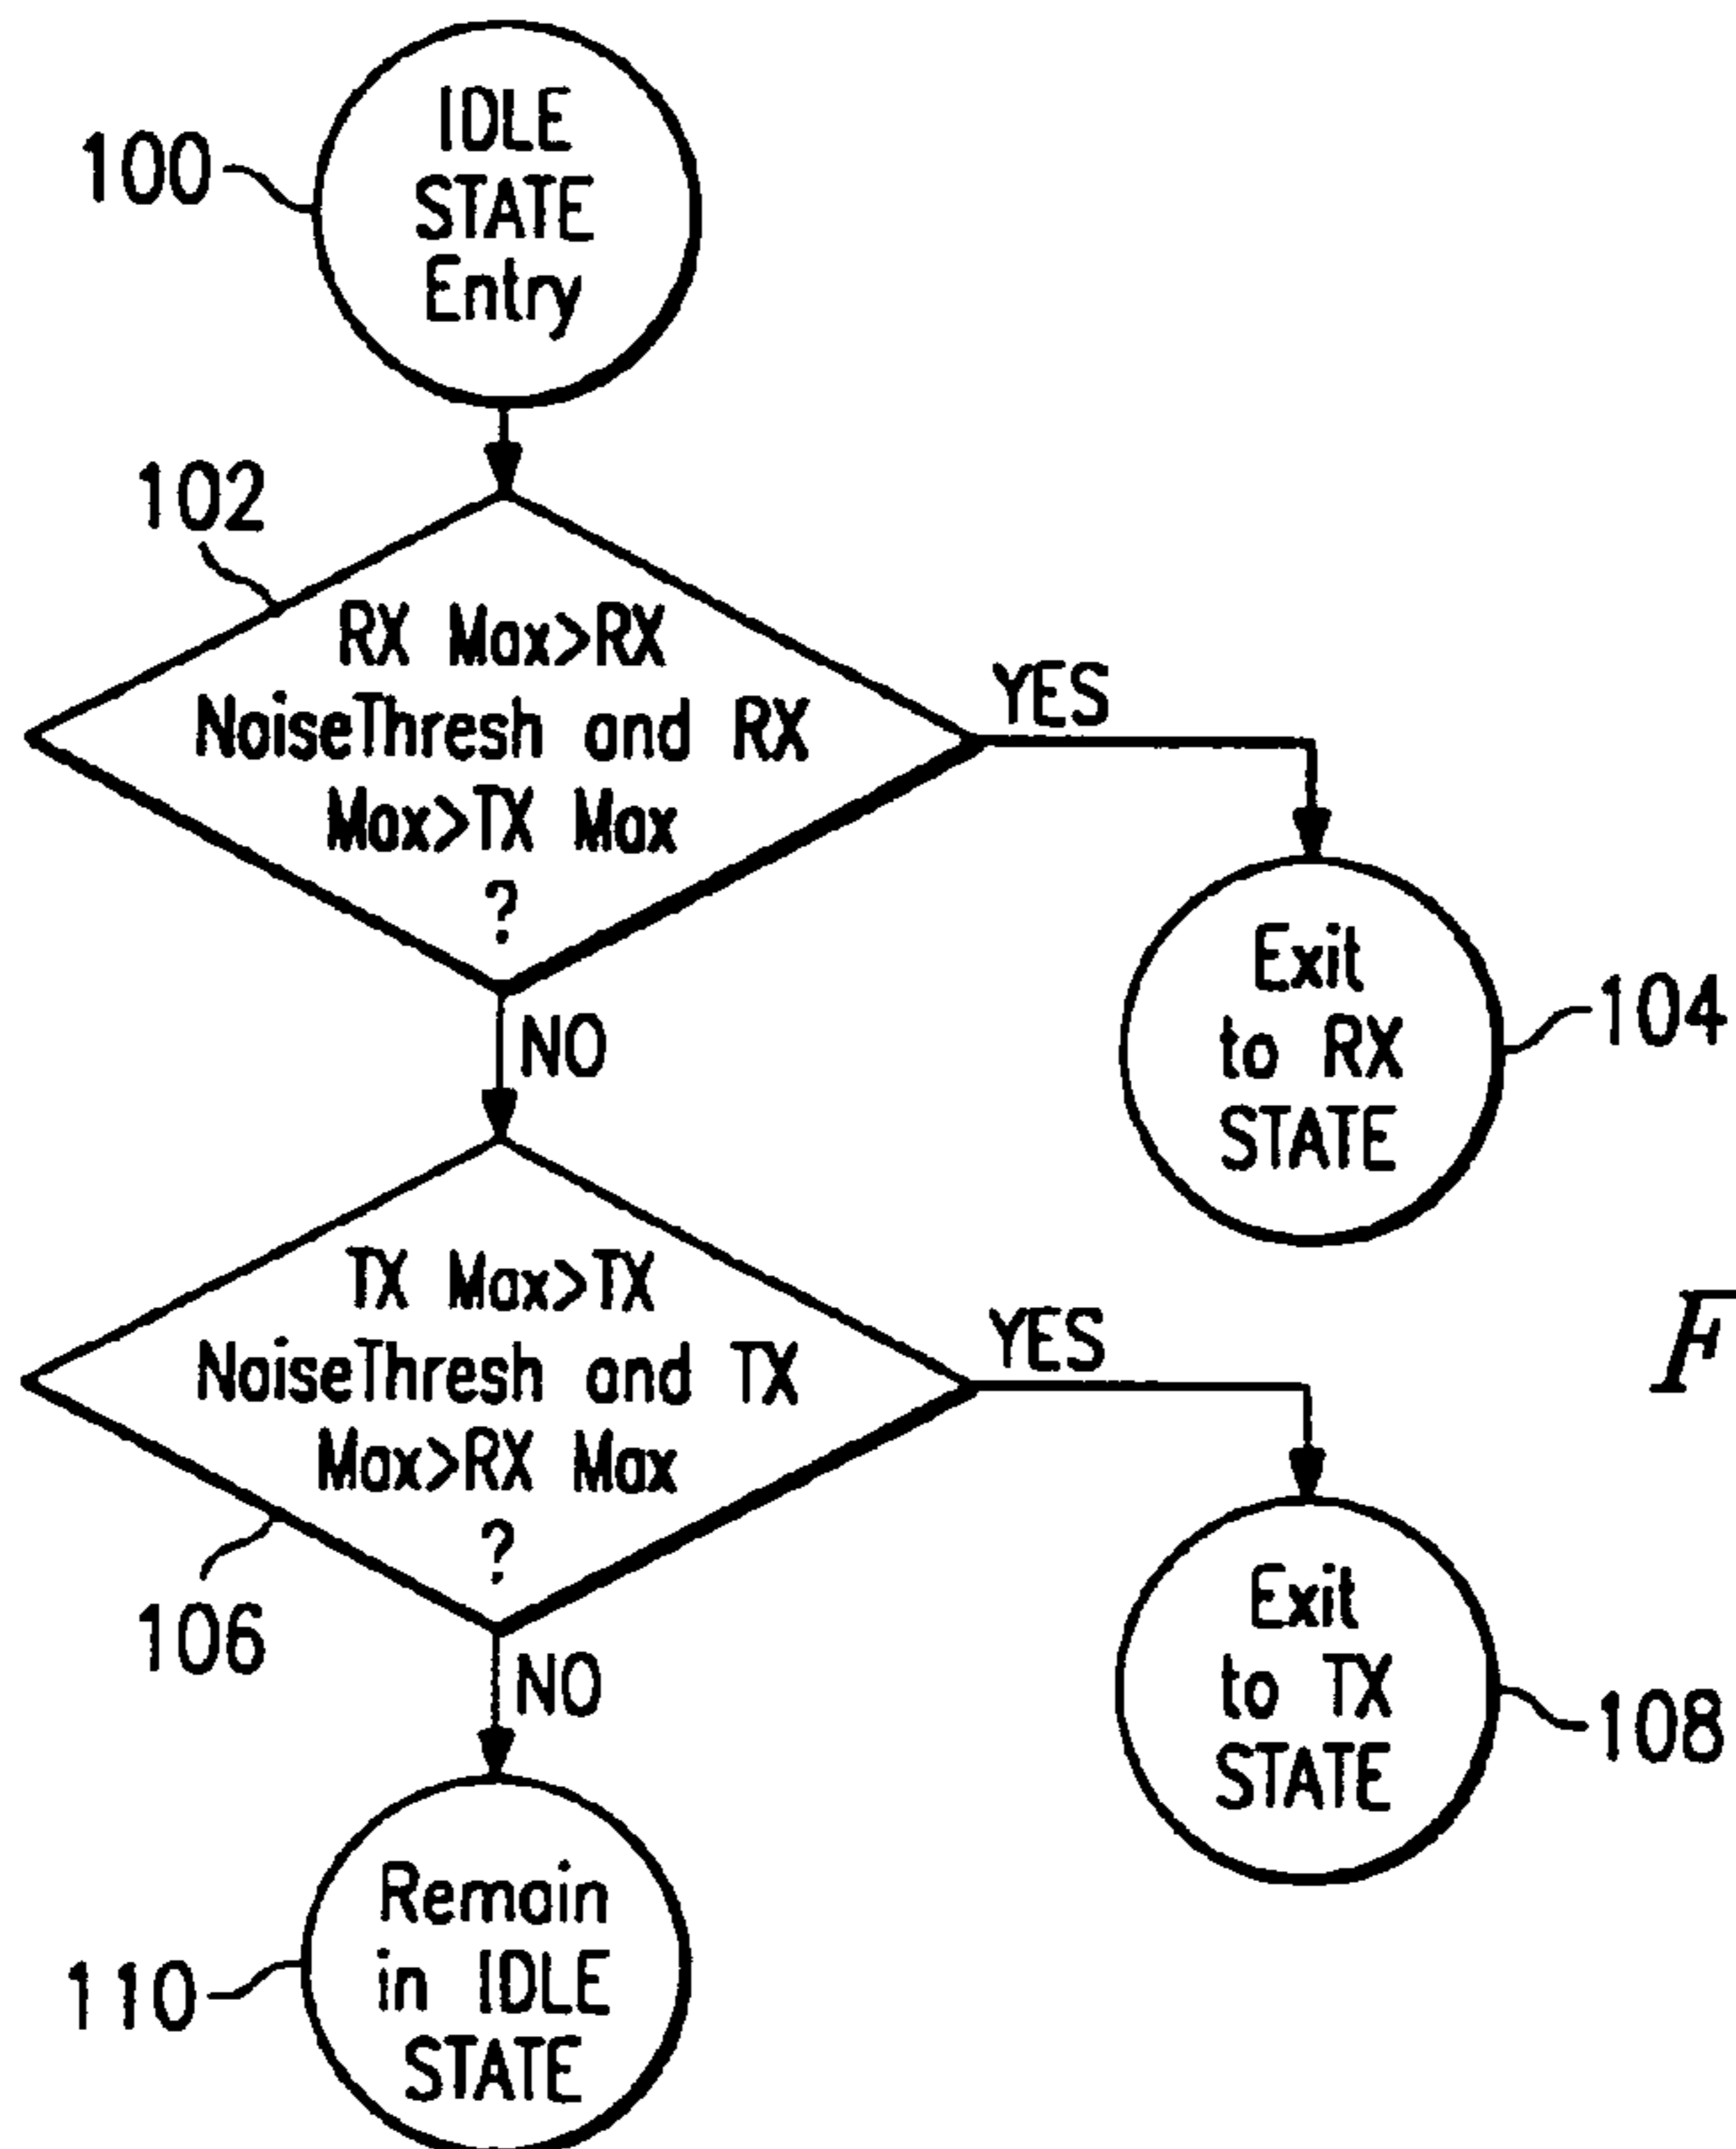 100
IDLE
STATE
Entry
102
RX Max>RX
NoiseThresh and RX
Max>TX Max
?
YES
NO
Exit
to RX
STATE
104
TX Max>TX
NoiseThresh and TX
Max>RX Max
?
YES
106
NO
F
Exit
to TX
STATE
108
Remain
in IDLE
STATE
110